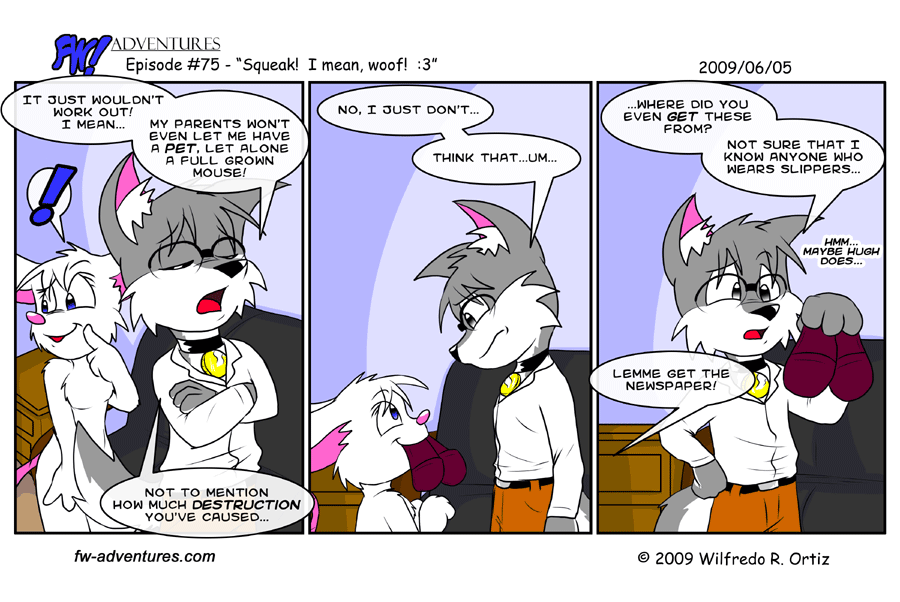 FW! ADVENTURES
Episode #75 - "Squeak! I mean, woof! :3"
2009/06/05
IT JUST WOULDN'T
WORK OUT!
I MEAN...
MY PARENTS WON'T
EVEN LET ME HAVE
A PET, LET ALONE
A FULL GROWN
MOUSE!
!
NOT TO MENTION
HOW MUCH DESTRUCTION
YOU'VE CAUSED...
NO, I JUST DON'T...
THINK THAT...UM...
...WHERE DID YOU
EVEN GET THESE
FROM?
NOT SURE THAT I
KNOW ANYONE WHO
WEARS SLIPPERS...
HMM...
MAYBE HUGH
DOES...
LEMME GET THE
NEWSPAPER!
fw-adventures.com
© 2009 Wilfredo R. Ortiz